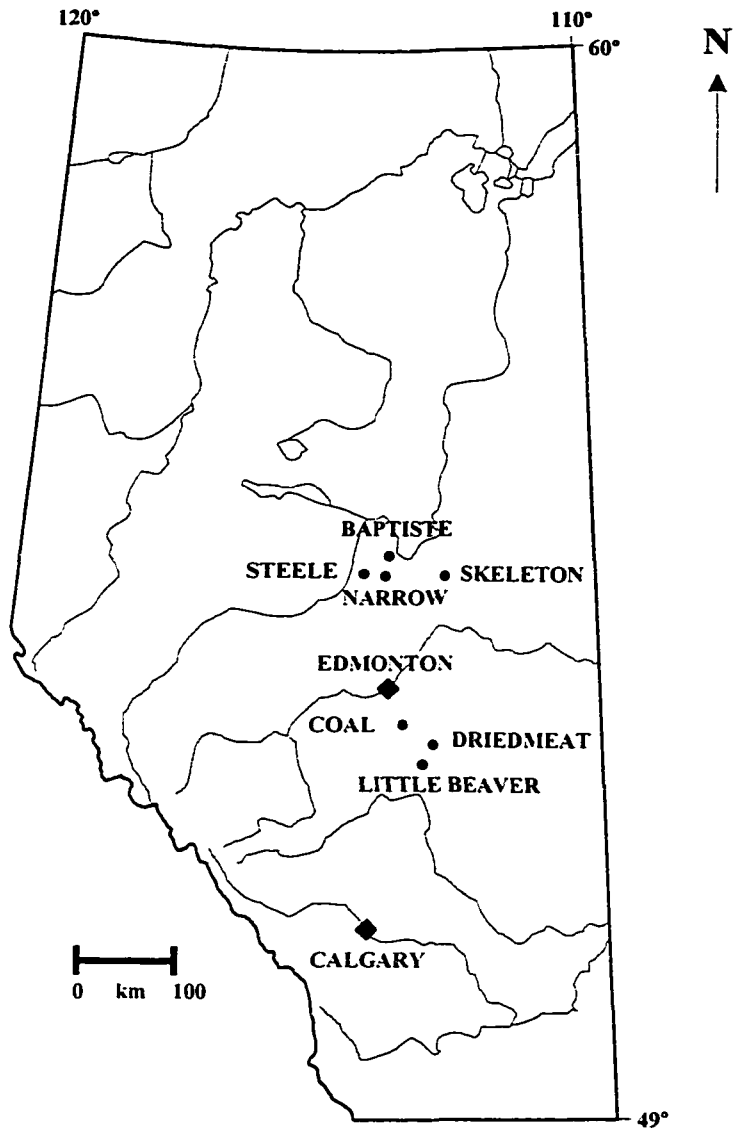 120°
110°
60°
N
BAPTISTE
STEELE
SKELETON
NARROW
EDMONTON
COAL
DRIEDMEAT
LITTLE BEAVER
CALGARY
0 km 100
49°